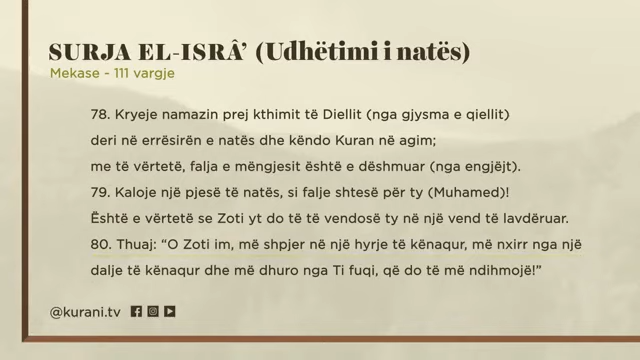 SURJA EL-ISRÂ’ (Udhëtimi i natës)
Mekase - 111 vargje
78. Kryeje namazin prej kthimit të Diellit (nga gjysma e qiellit)
deri në errësirën e natës dhe këndo Kuran në agim;
me të vërtetë, falja e mëngjesit është e dëshmuar (nga engjëjt).
79. Kaloje një pjesë të natës, si falje shtesë për ty (Muhamed)!
Është e vërtetë se Zoti yt do të të vendosë ty në një vend të lavdëruar.
80. Thuaj: “O Zoti im, më shpjer në një hyrje të kënaqur, më nxirr nga një
dalje të kënaqur dhe më dhuro nga Ti fuqi, që do të më ndihmojë!”
@kurani.tv